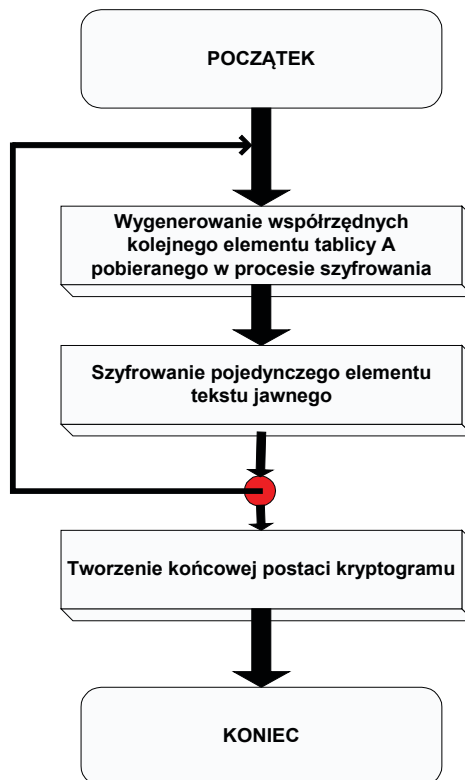 POCZĄTEK
Wygenerowanie współrzędnych
kolejnego elementu tablicy A
pobieranego w procesie szyfrowania
Szyfrowanie pojedynczego elementu
tekstu jawnego
Tworzenie końcowej postaci kryptogramu
KONIEC